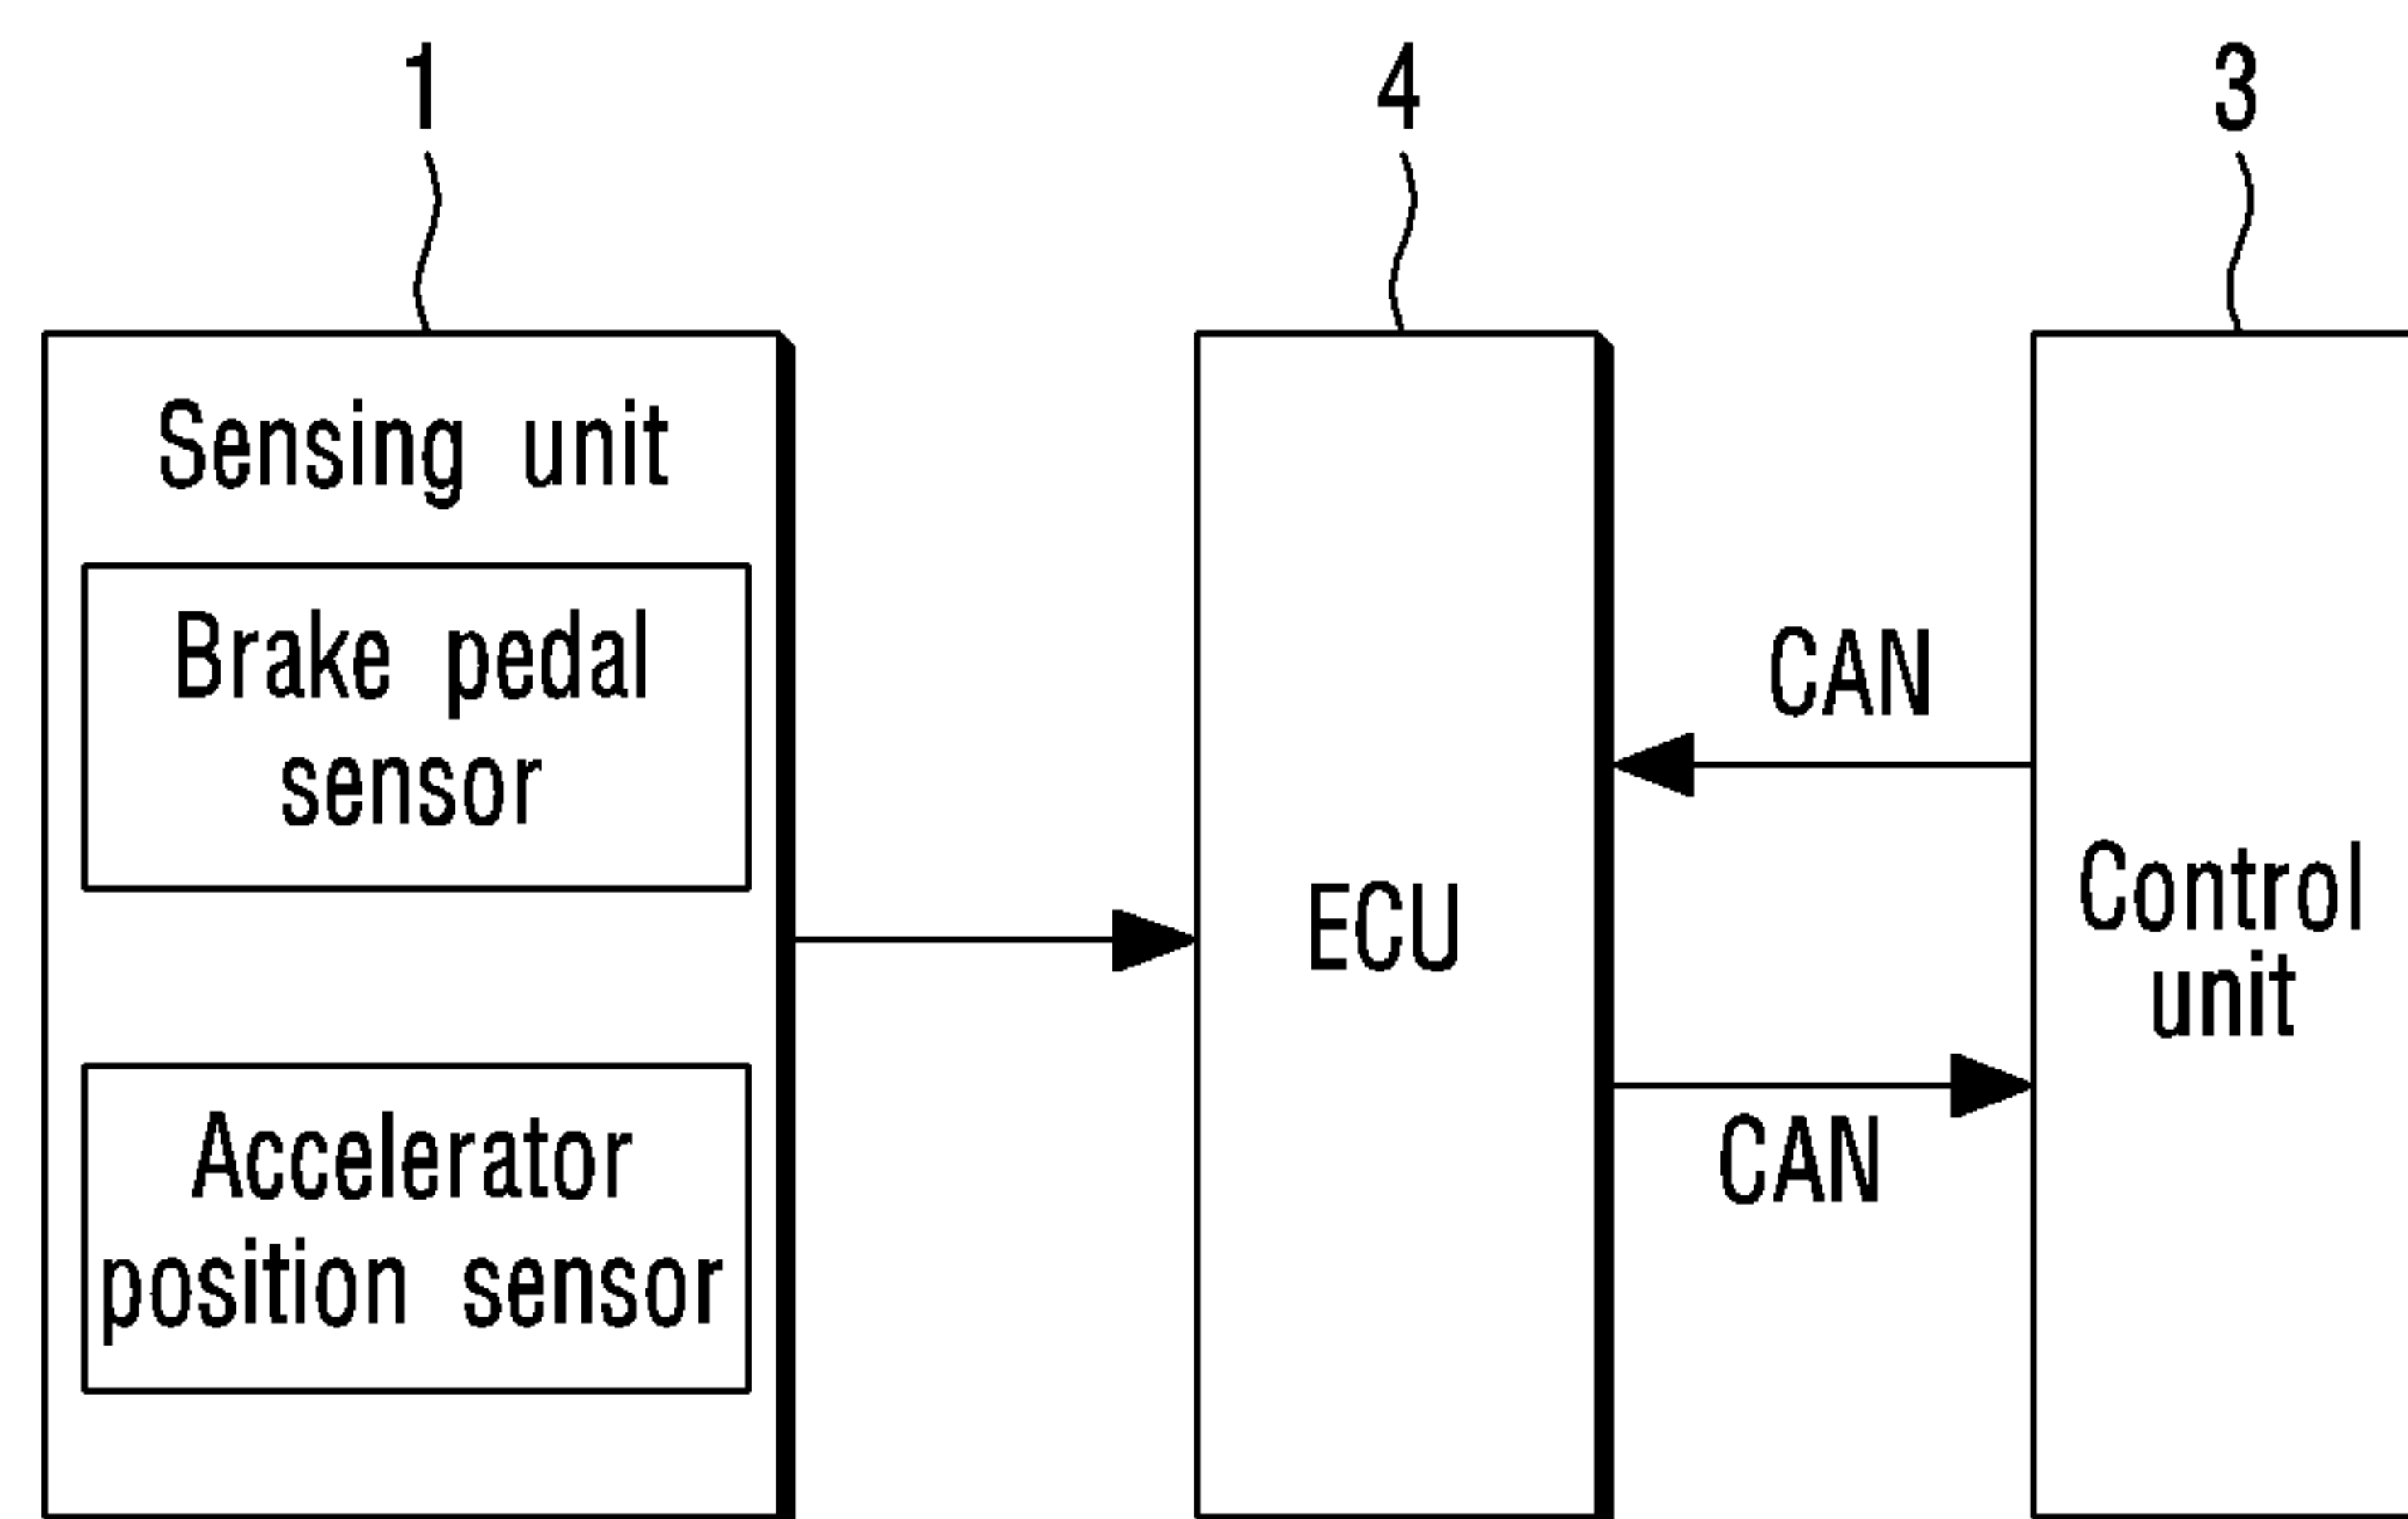 1
4
3
Sensing unit
Brake pedal
sensor
Accelerator
position sensor
ECU
CAN
CAN
Control
unit